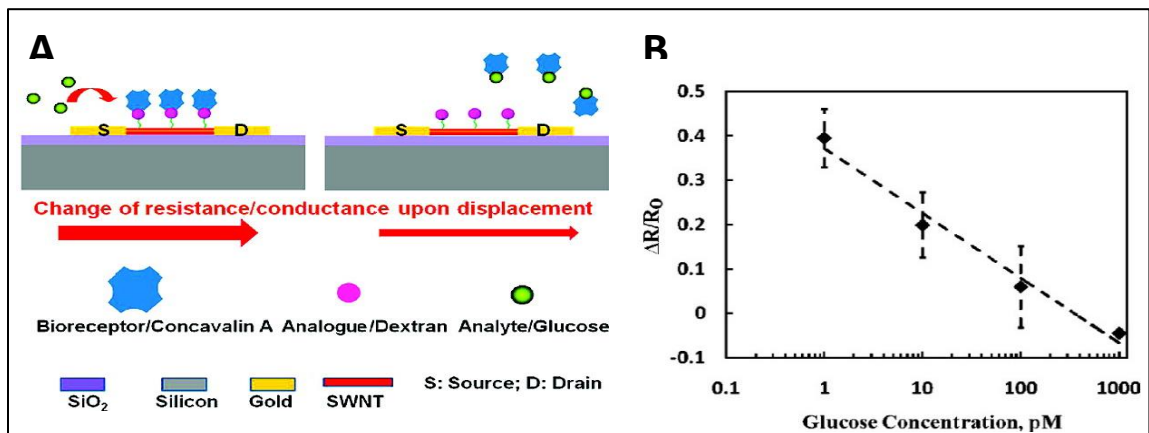 A
S D
S D
Change of resistance/conductance upon displacement
Bioreceptor/Concavalin A Analogue/Dextran Analyte/Glucose
SiO₂ Silicon Gold SWNT S: Source; D: Drain
B
0.5
0.4
0.3
0.2
0.1
0
-0.1
ΔR/R₀
0.1 1 10 100 1000
Glucose Concentration, pM